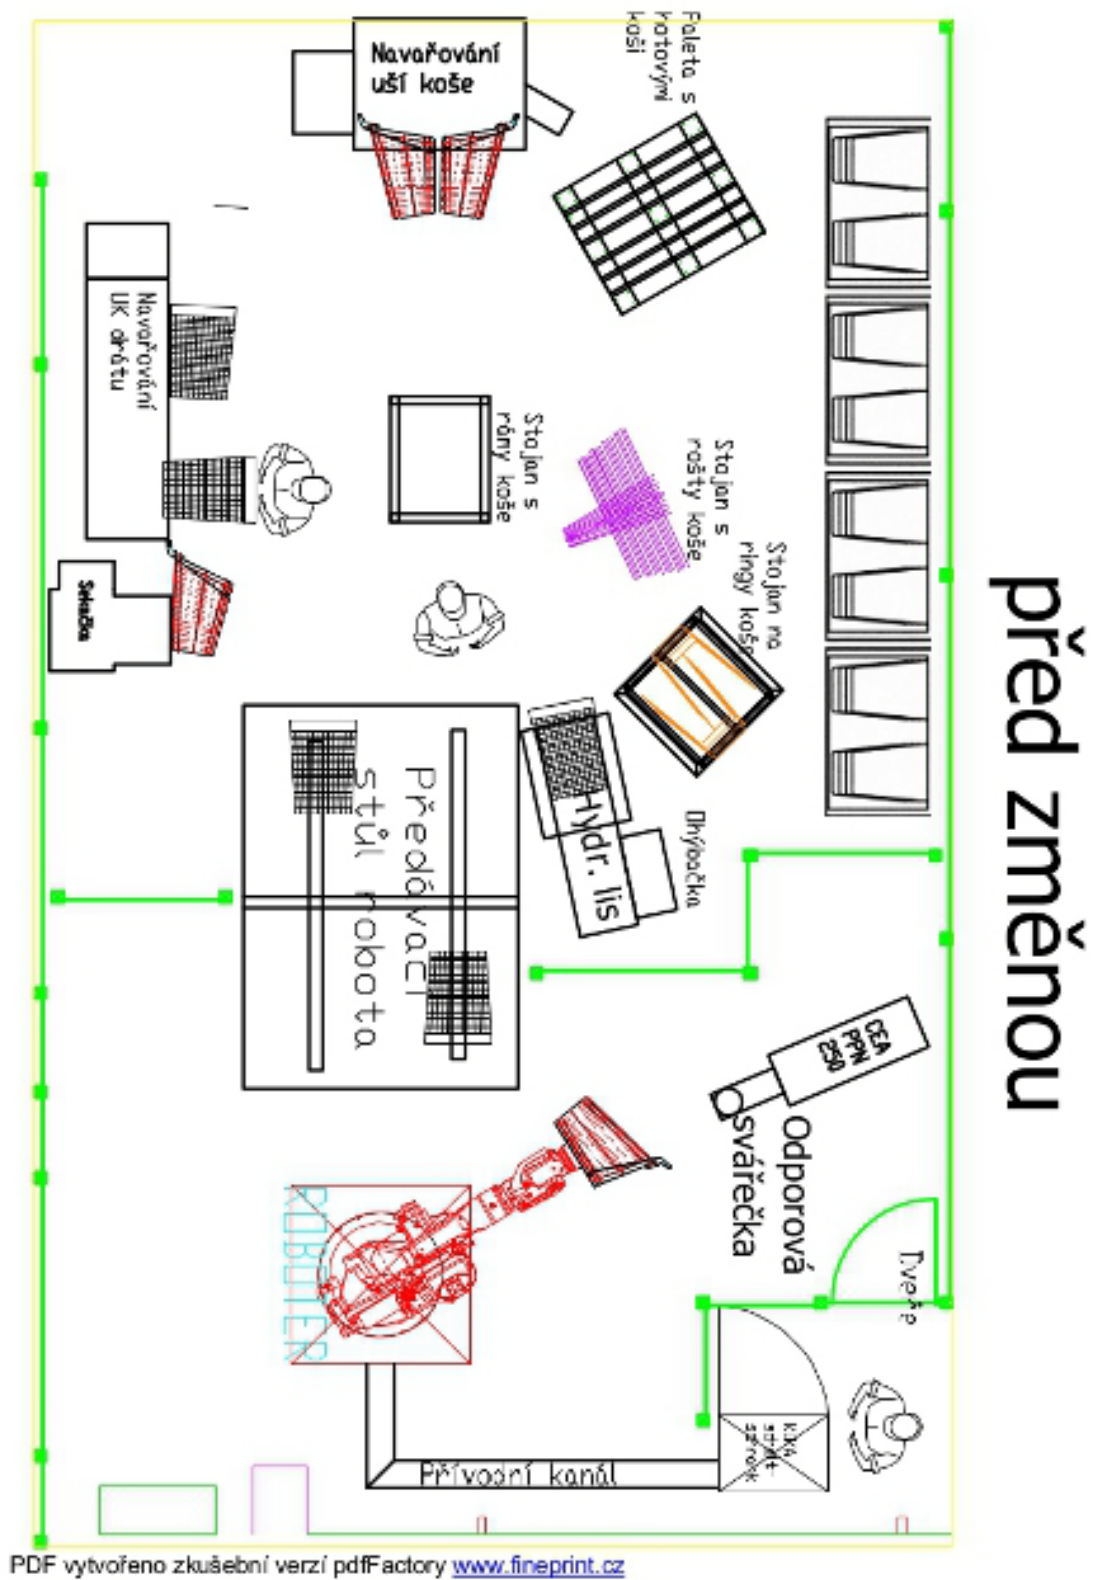 před změnou
Navařování
uší koše
Paleta s
hotovými
koši
Navařování
UK drátu
Stojan s
rámy koše
Stojan s
rošty koše
Stojan na
ringy koše
Sekačka
Předávací
stůl robota
Hydr. lis
Ohýbačka
CEA
PPN
250
Odporová
svářečka
ROBOTER
Dveře
KUKA
Přívodní kanál
PDF vytvořeno zkušební verzí pdfFactory www.fineprint.cz